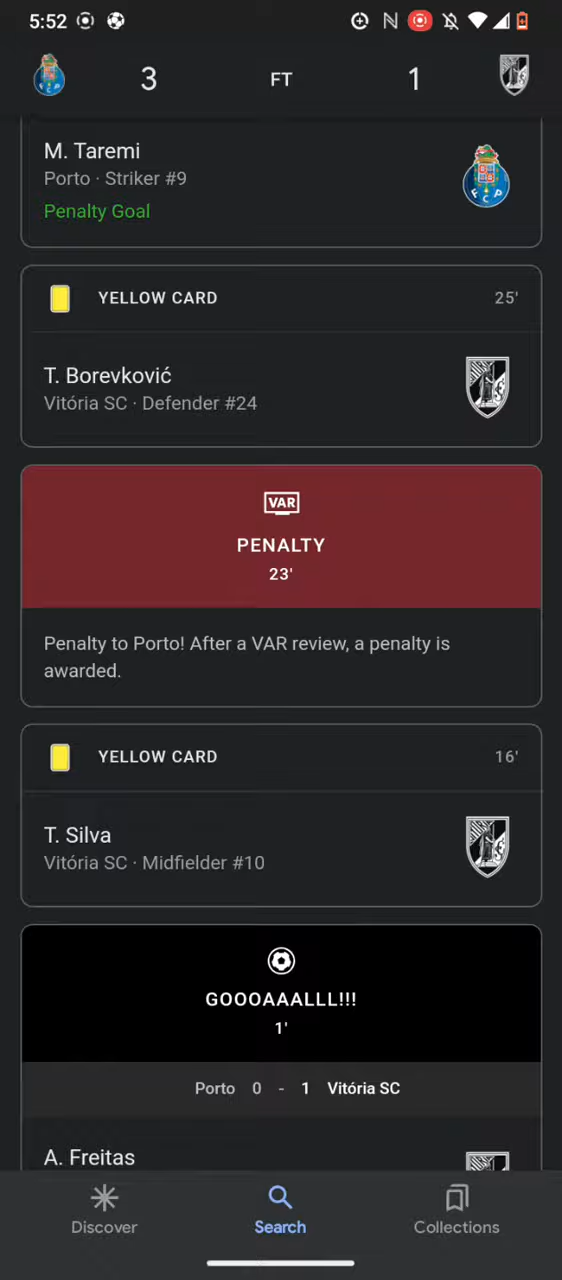 5:52
3 FT 1
M. Taremi
Porto · Striker #9
FCP
Penalty Goal
YELLOW CARD 25'
T. Borevković
Vitória SC · Defender #24
VAR
PENALTY
23'
Penalty to Porto! After a VAR review, a penalty is
awarded.
YELLOW CARD 16'
T. Silva
Vitória SC · Midfielder #10
GOOOAAALLL!!!
1'
Porto 0 - 1 Vitória SC
A. Freitas
Discover Search Collections